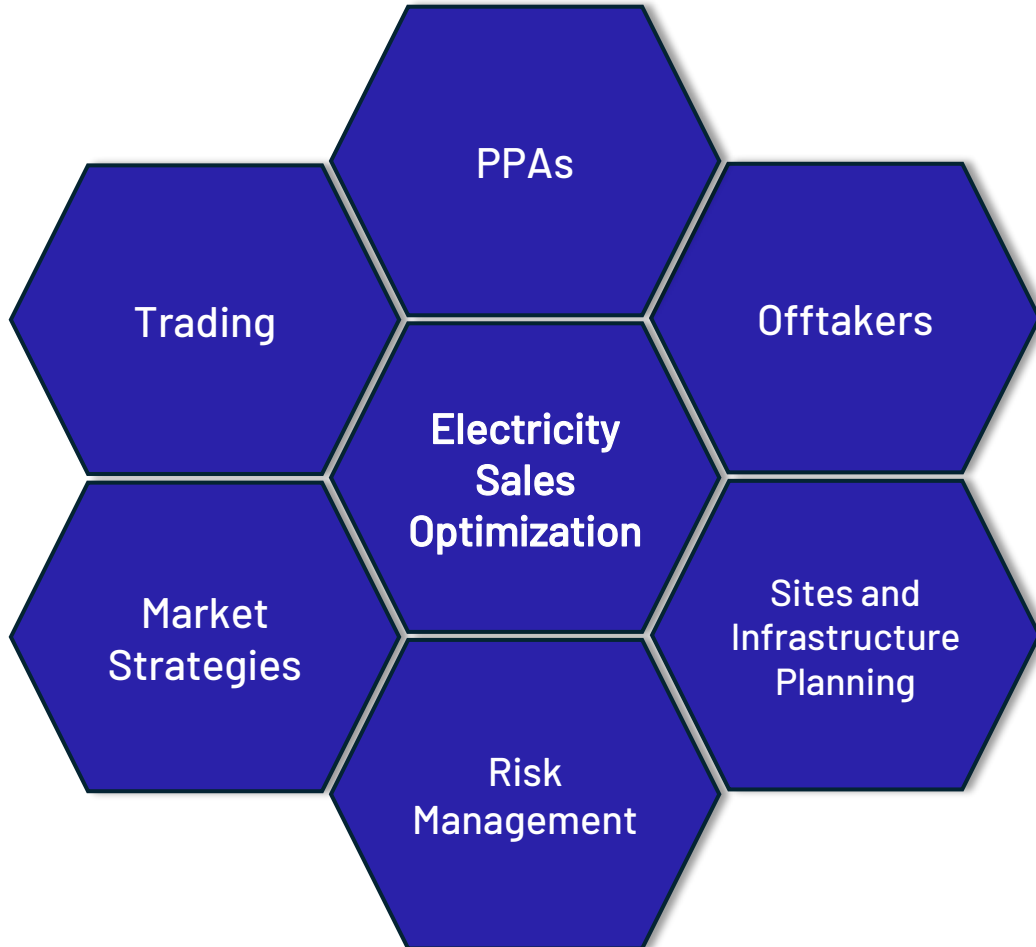 PPAs
Trading
Offtakers
Electricity
Sales
Optimization
Market
Strategies
Sites and
Infrastructure
Planning
Risk
Management